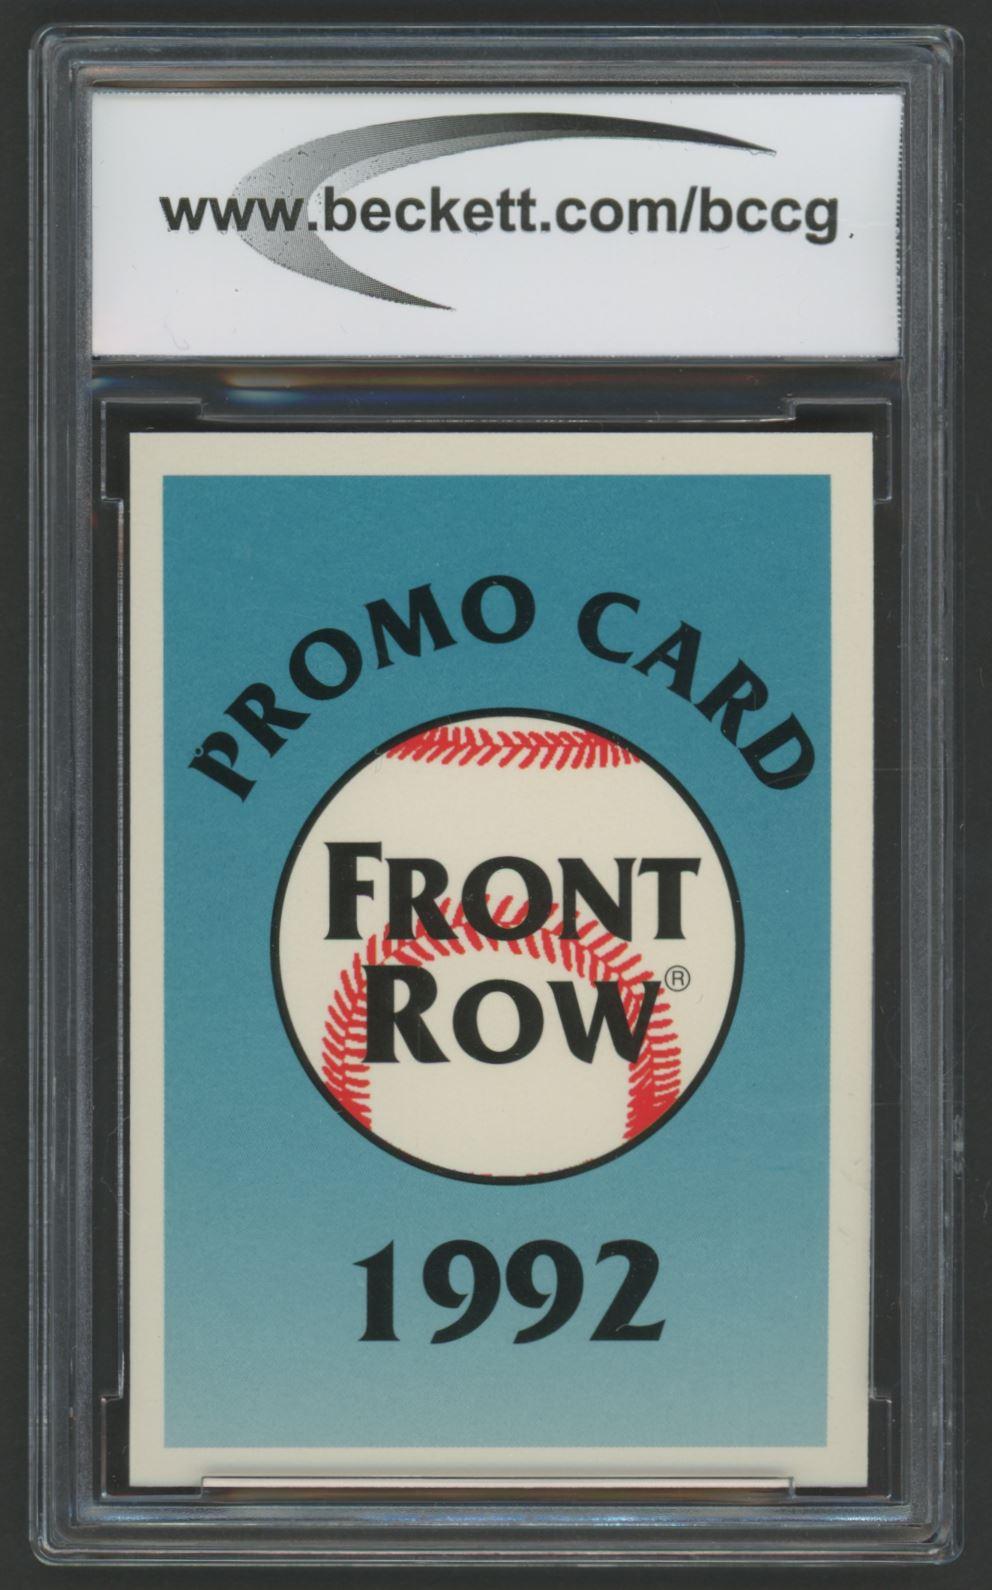 www.beckett.com/bccg
PROMO CARD
FRONT
ROW®
1992